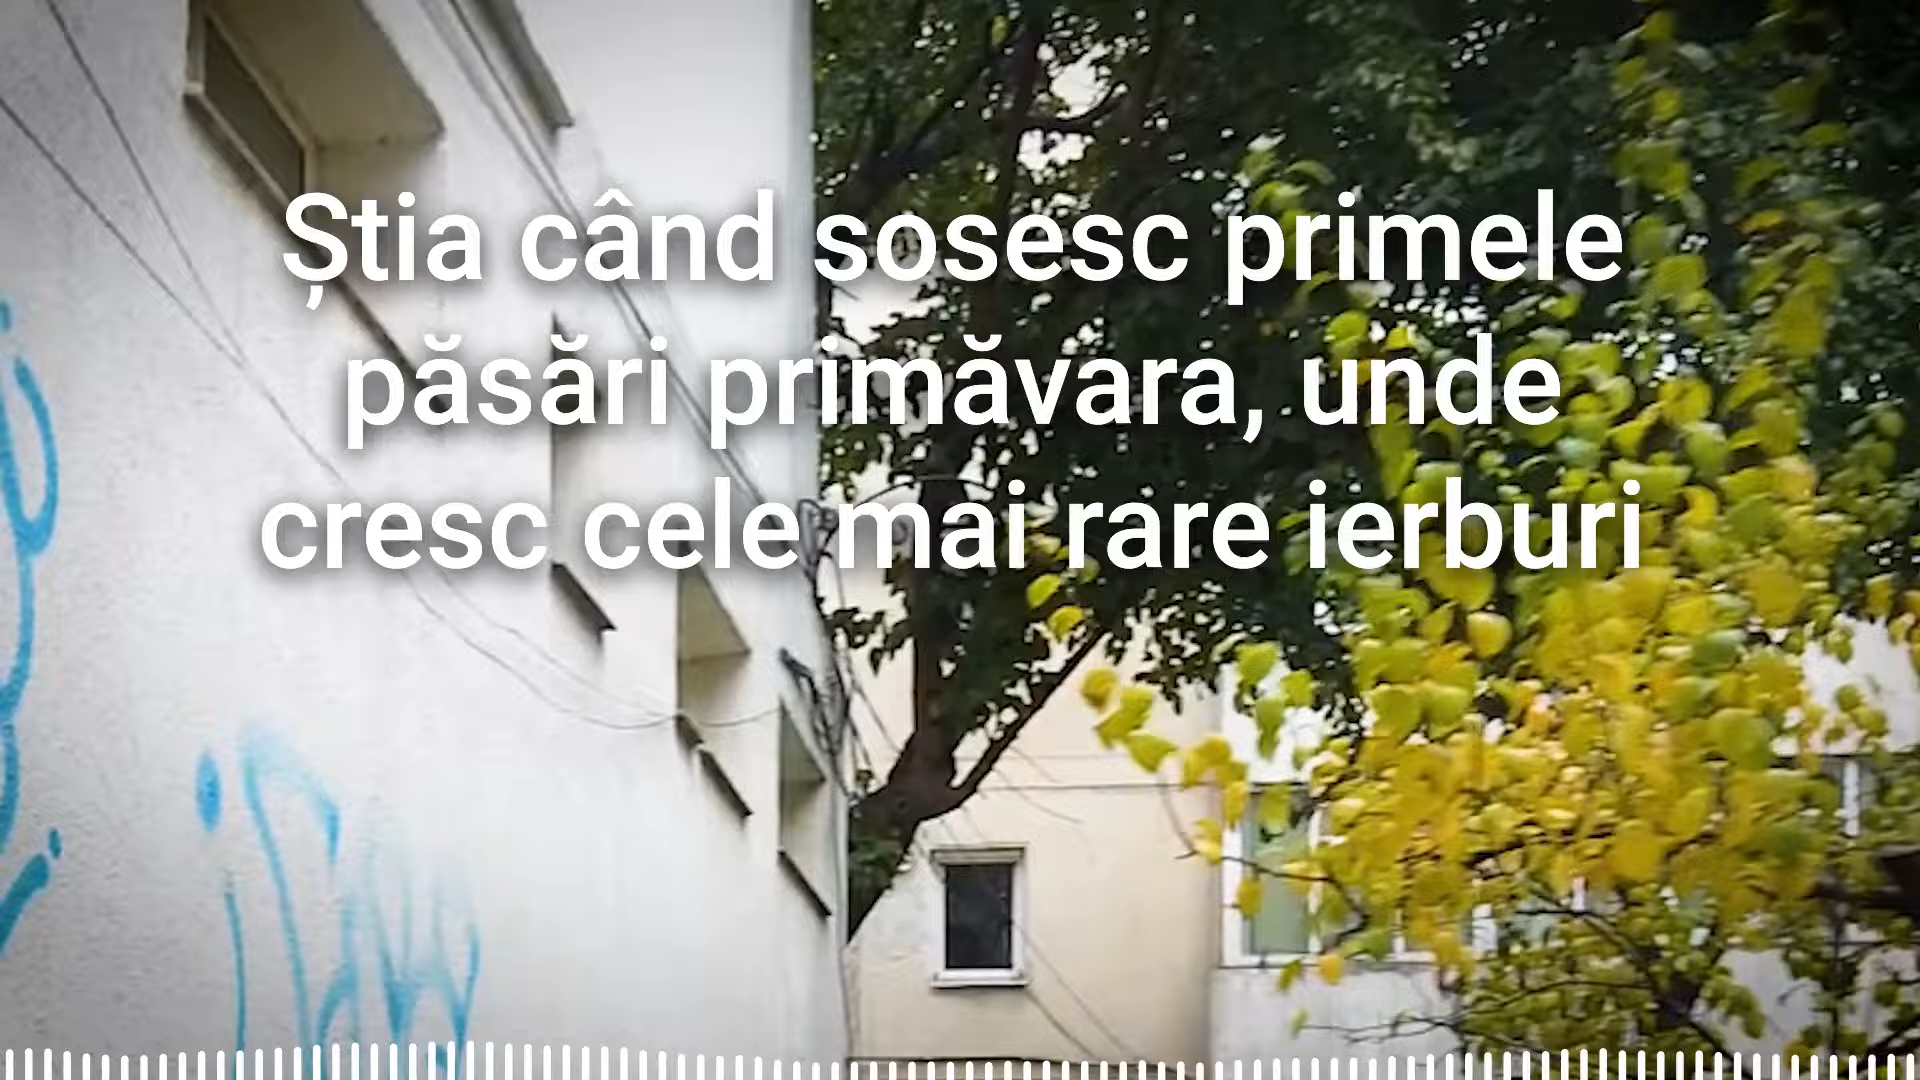 Știa când sosesc primele
păsări primăvara, unde
cresc cele mai rare ierburi